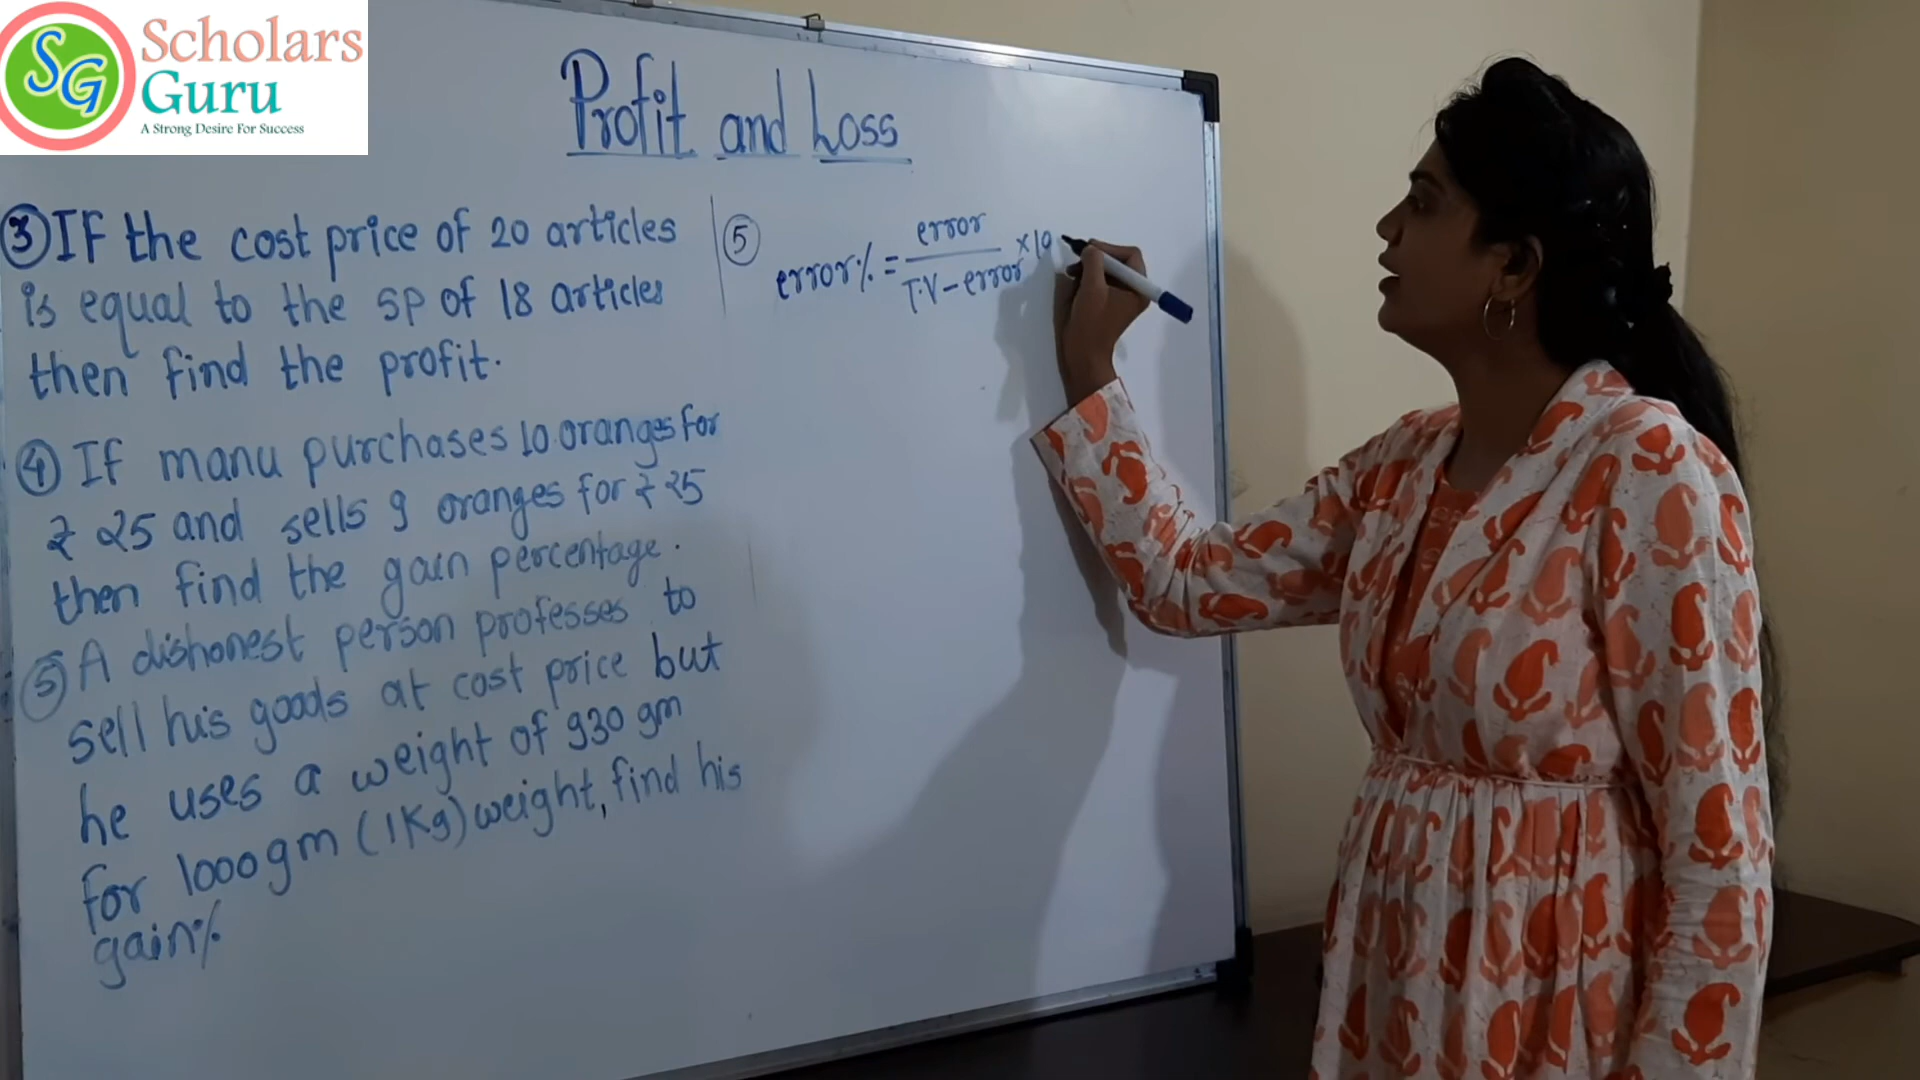 Scholars
Guru
A Strong Desire For Success
SG
Profit and Loss
③ IF the cost price of 20 articles
is equal to the SP of 18 articles
then find the profit.
④ If manu purchases 10 oranges for
₹ 25 and sells 9 oranges for ₹ 25
then find the gain percentage.
⑤ A dishonest person professes to
sell his goods at cost price but
he uses a weight of 930 gm
for 1000gm (1Kg) weight, find his
gain%
⑤
error% = error / T.V - error × 10